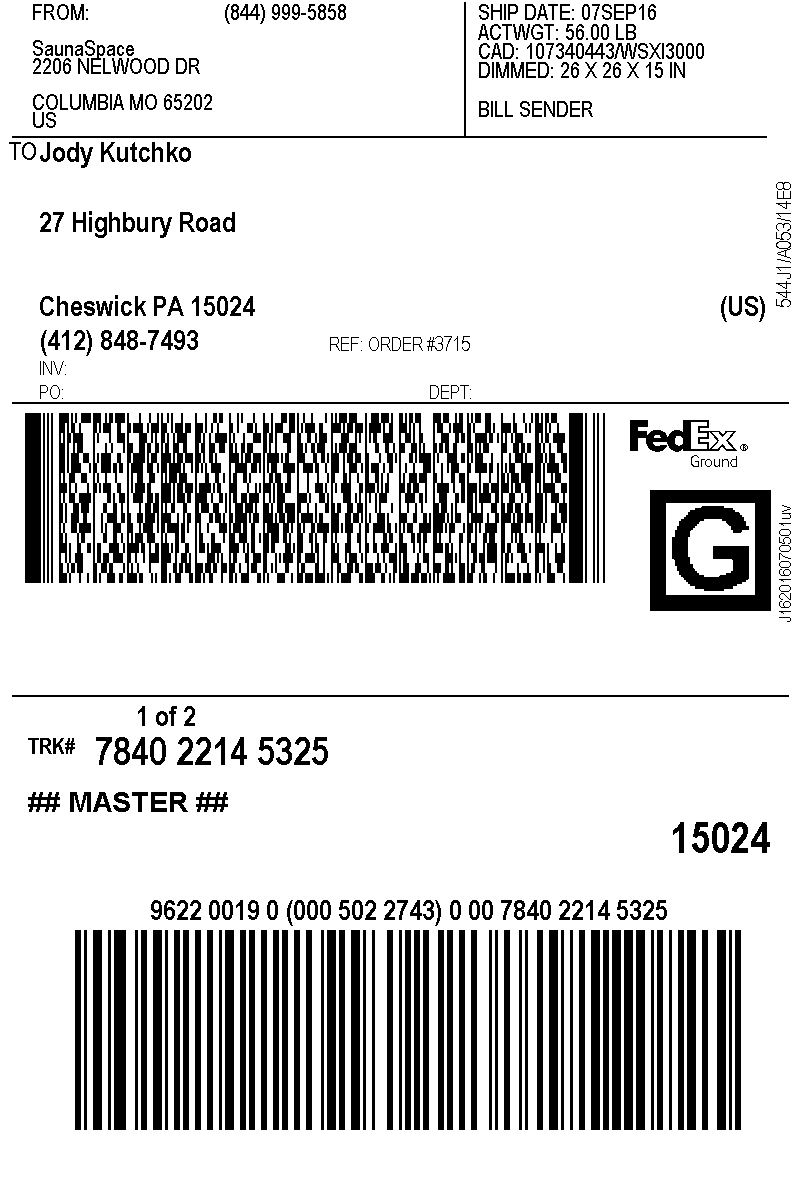 FROM: (844) 999-5858
SaunaSpace
2206 NELWOOD DR
COLUMBIA MO 65202
US
SHIP DATE: 07SEP16
ACTWGT: 56.00 LB
CAD: 107340443/WSXI3000
DIMMED: 26 X 26 X 15 IN
BILL SENDER
TO Jody Kutchko
27 Highbury Road
Cheswick PA 15024 (US)
(412) 848-7493 REF: ORDER #3715
INV:
PO: DEPT:
544J1/A053/14E8
FedEx®
Ground
G
J162016070501uv
1 of 2
TRK# 7840 2214 5325
## MASTER ##
15024
9622 0019 0 (000 502 2743) 0 00 7840 2214 5325